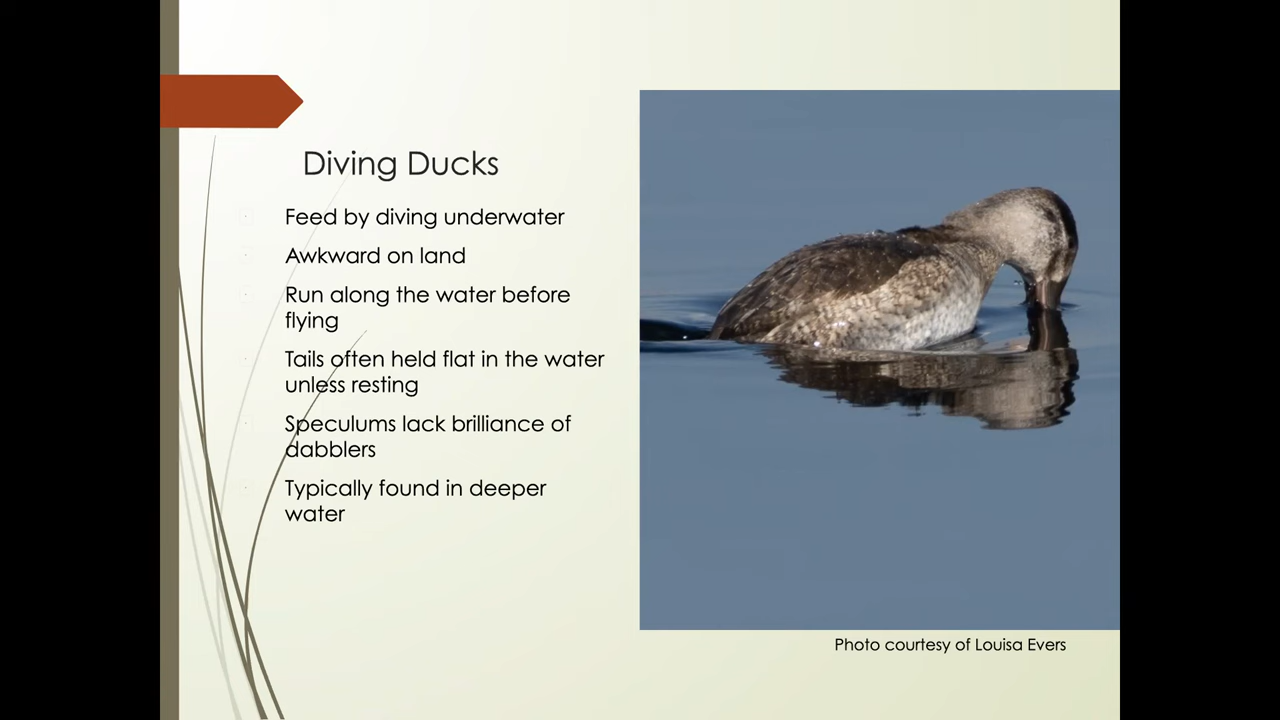 Diving Ducks
Feed by diving underwater
Awkward on land
Run along the water before
flying
Tails often held flat in the water
unless resting
Speculums lack brilliance of
dabblers
Typically found in deeper
water
Photo courtesy of Louisa Evers